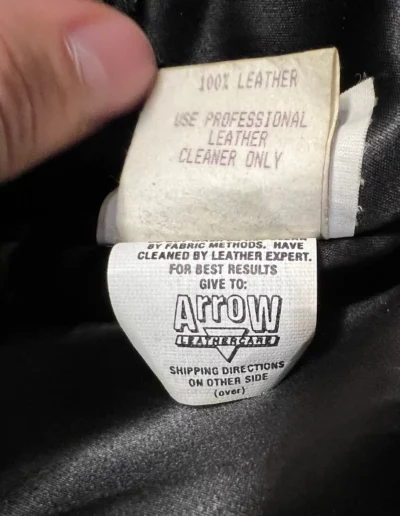 100% LEATHER
USE PROFESSIONAL
LEATHER
CLEANER ONLY
BY FABRIC METHODS. HAVE
CLEANED BY LEATHER EXPERT.
FOR BEST RESULTS
GIVE TO:
ArroW
LEATHERCARE
SHIPPING DIRECTIONS
ON OTHER SIDE
(over)